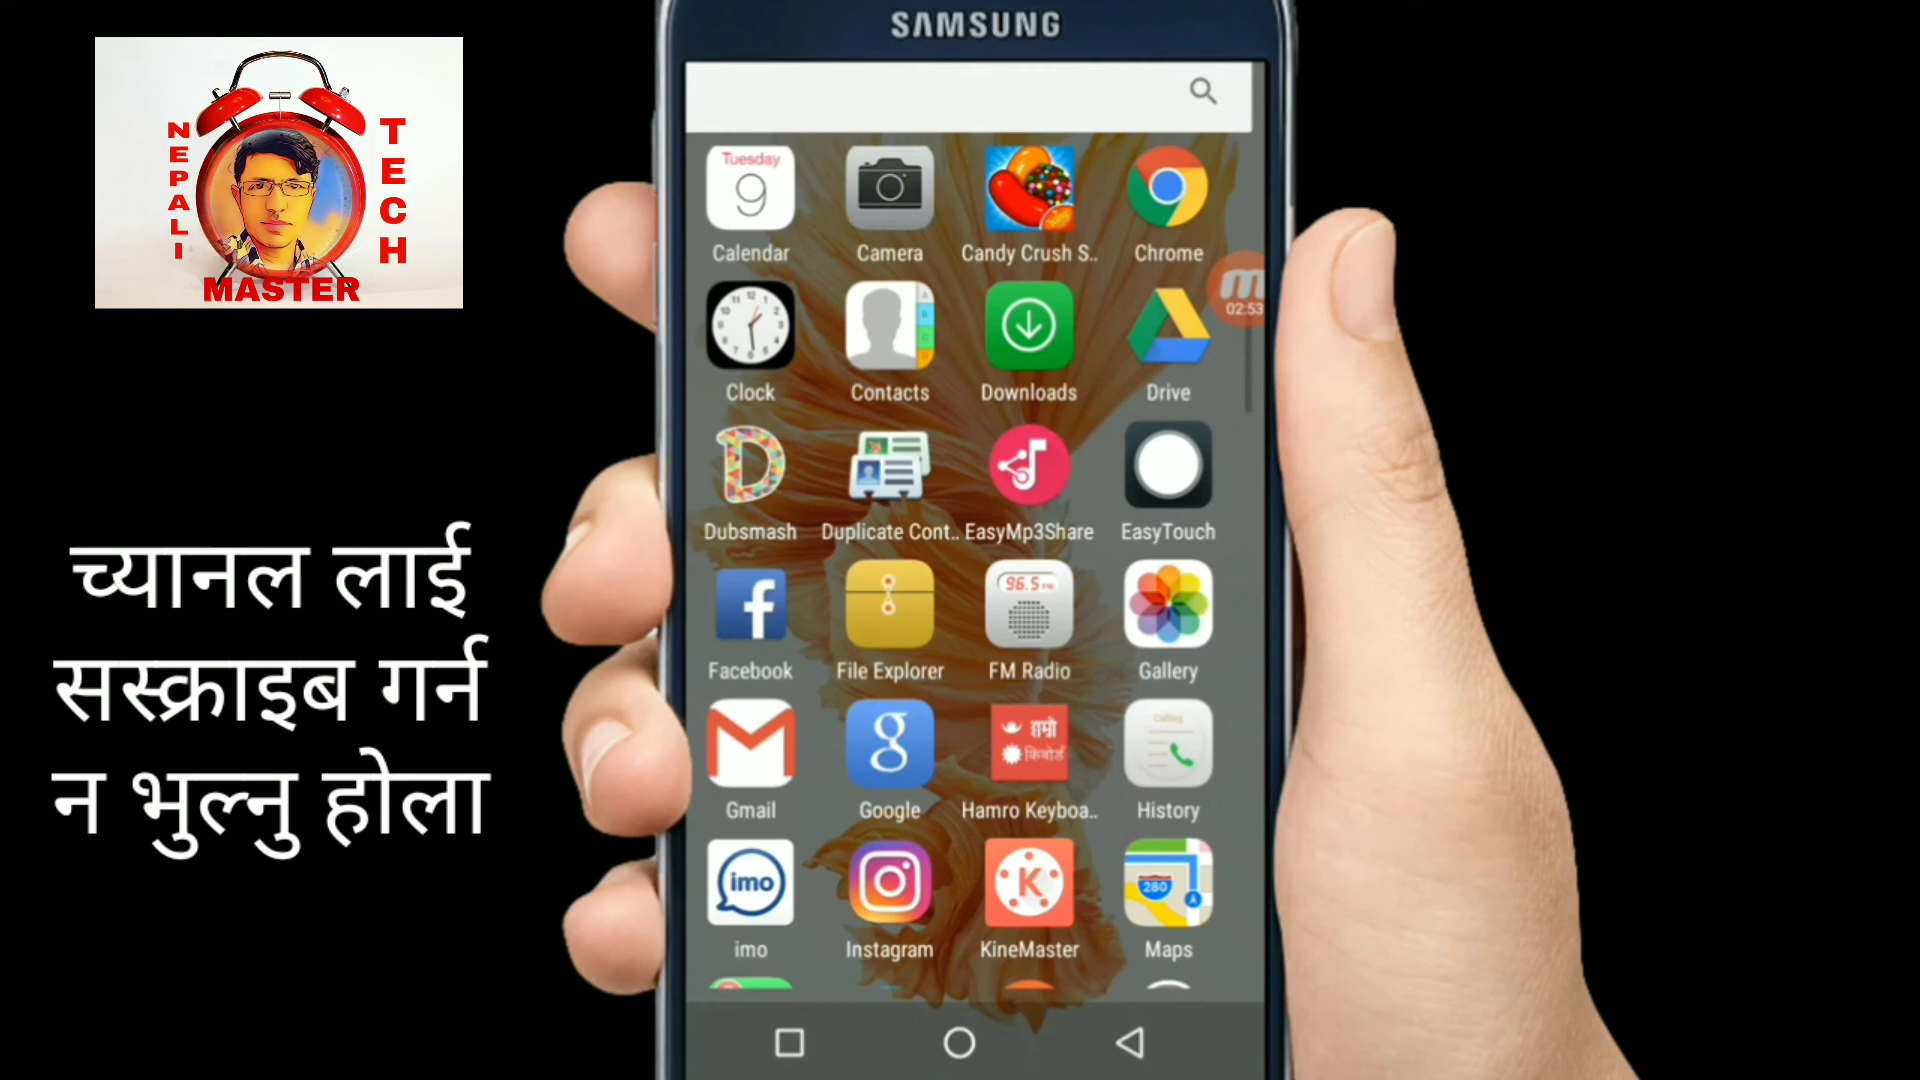 SAMSUNG
NEPALI
TECH
MASTER
Tuesday
9
Calendar
Camera
Candy Crush S..
Chrome
02:53
Clock
Contacts
Downloads
Drive
Dubsmash
Duplicate Cont..
EasyMp3Share
EasyTouch
96.5 FM
Facebook
File Explorer
FM Radio
Gallery
हाम्रो
किबोर्ड
Calling
Gmail
Google
Hamro Keyboa..
History
imo
280
imo
Instagram
KineMaster
Maps
च्यानल लाई
सस्क्राइब गर्न
न भुल्नु होला